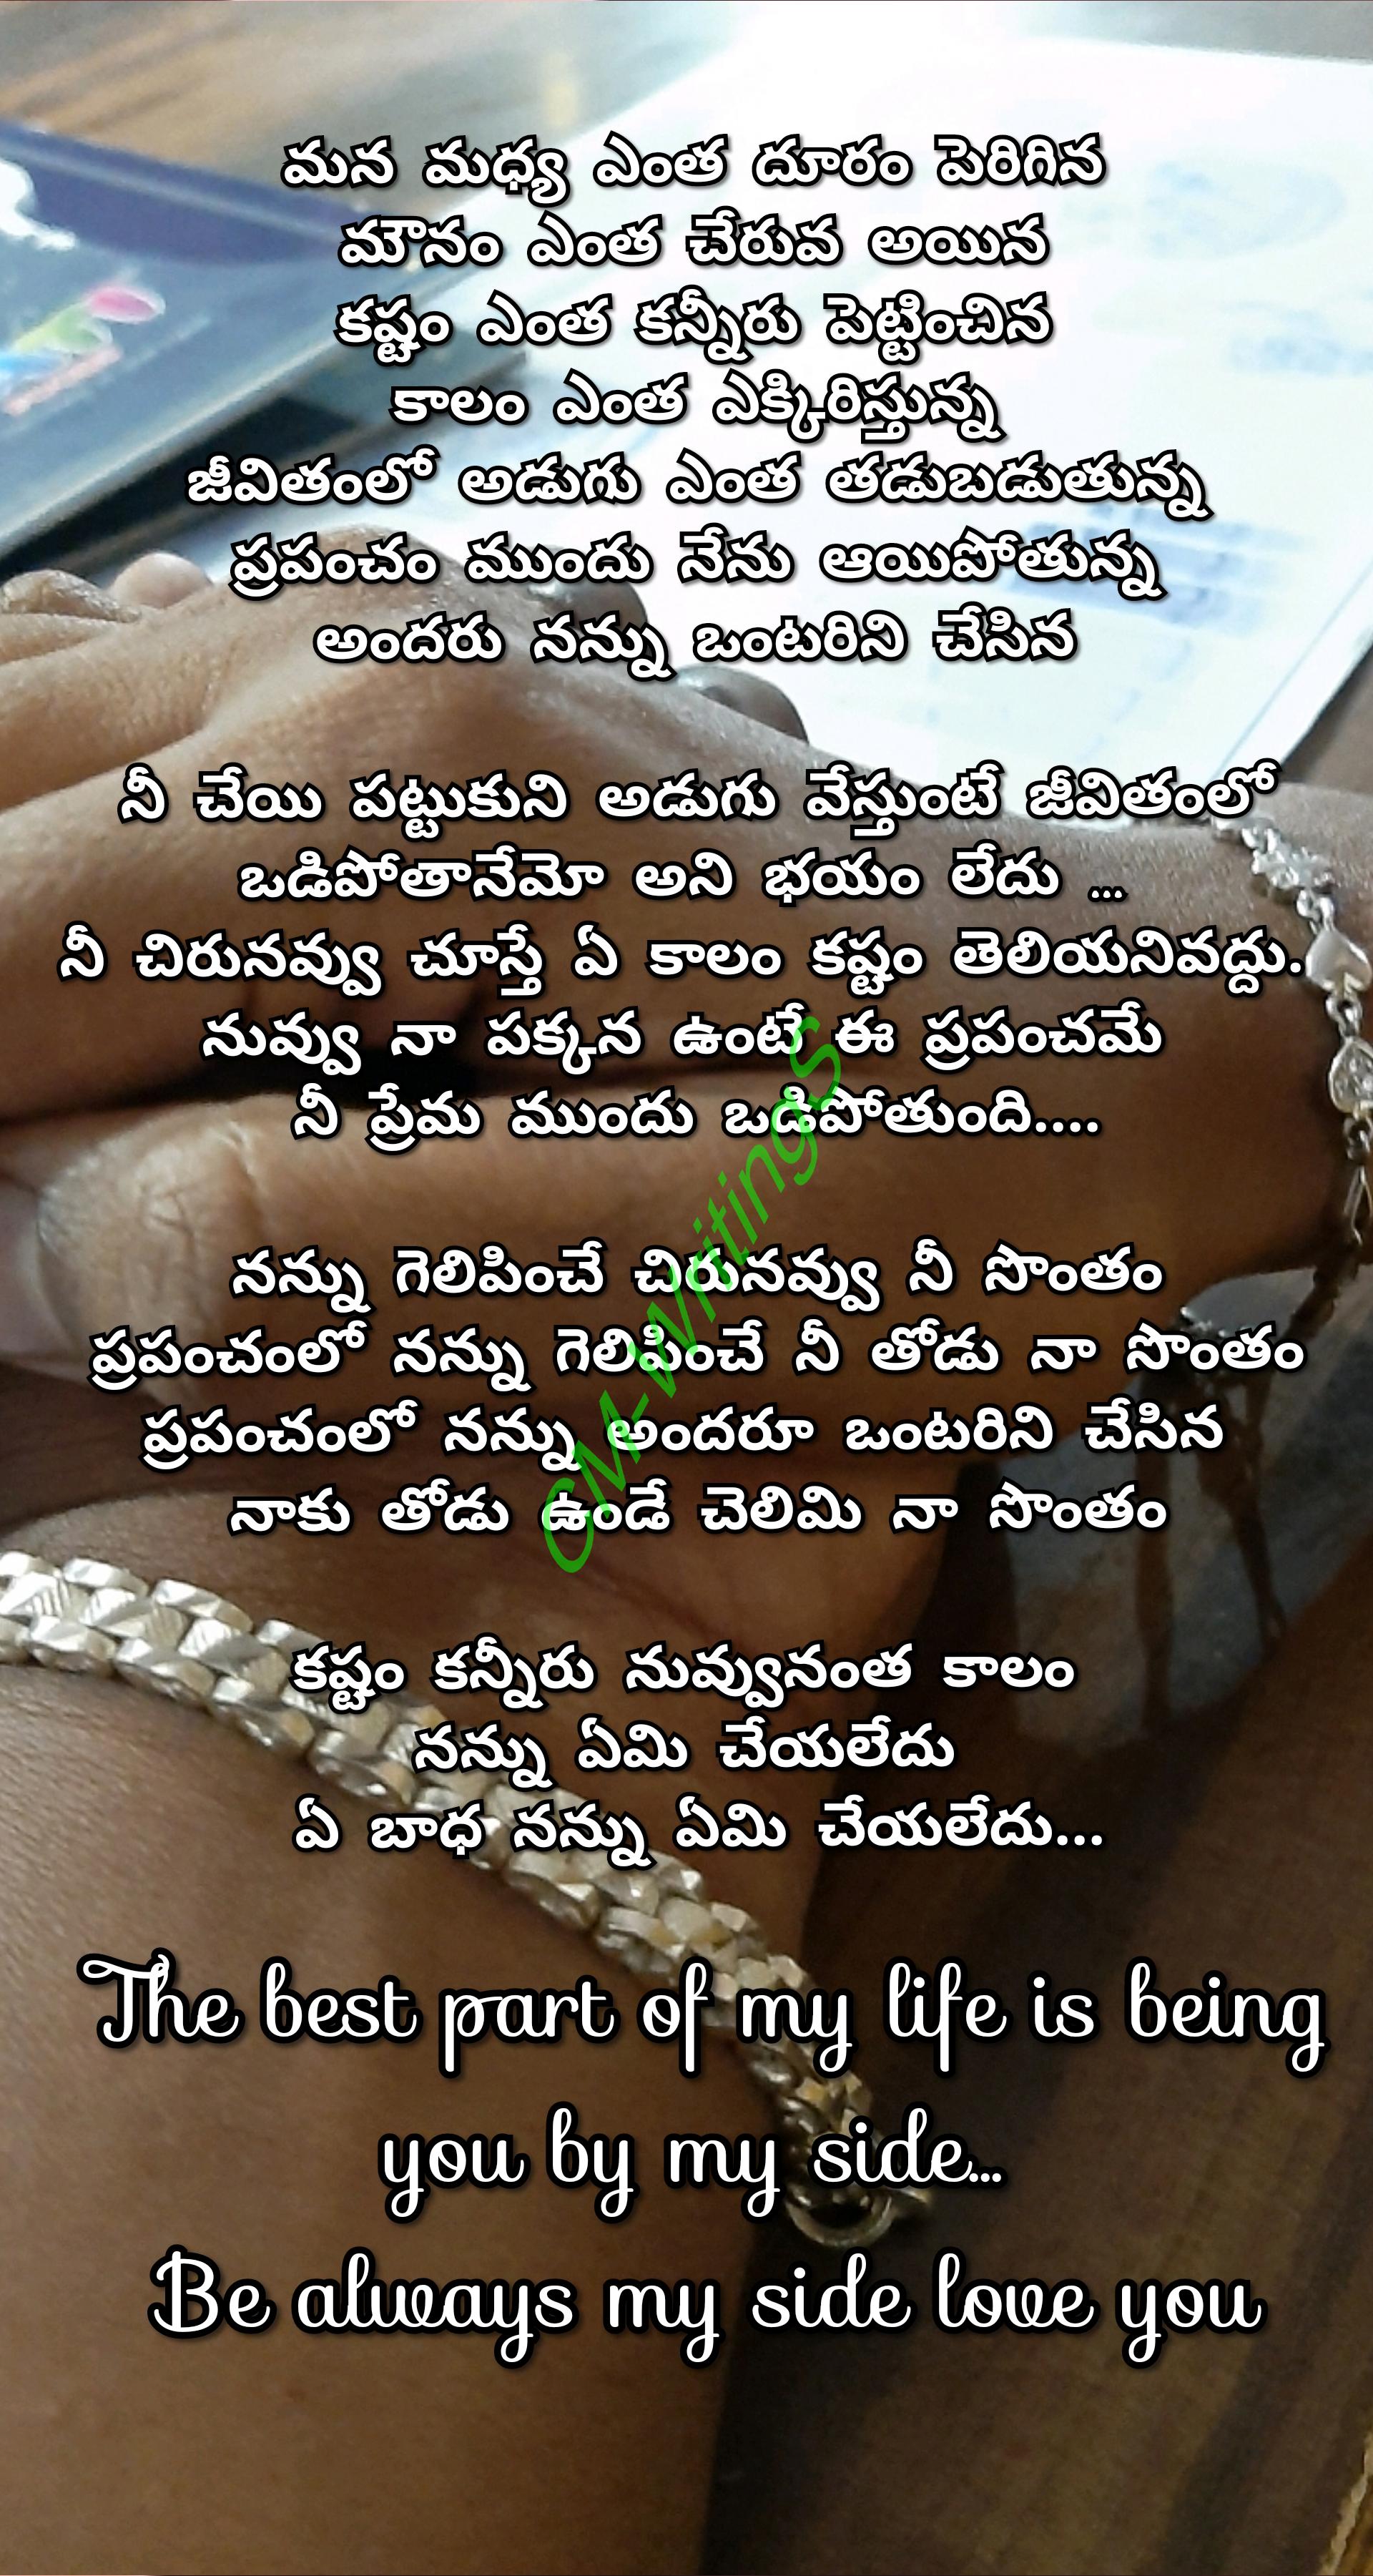 మన మధ్య ఎంత దూరం పెరిగిన
మౌనం ఎంత చేరువ అయిన
కష్టం ఎంత కన్నీరు పెట్టించిన
కాలం ఎంత ఎక్కిరిస్తున్న
జీవితంలో అడుగు ఎంత తడుబడుతున్న
ప్రపంచం ముందు నేను ఆయిపోతున్న
అందరు నన్ను ఒంటరిని చేసిన
నీ చేయి పట్టుకుని అడుగు వేస్తుంటే జీవితంలో
ఒడిపోతానేమో అని భయం లేదు ...
నీ చిరునవ్వు చూస్తే ఏ కాలం కష్టం తెలియనివద్దు.
నువ్వు నా పక్కన ఉంటే ఈ ప్రపంచమే
నీ ప్రేమ ముందు ఒడిపోతుంది....
నన్ను గెలిపించే చిరునవ్వు నీ సొంతం
ప్రపంచంలో నన్ను గెలిపించే నీ తోడు నా సొంతం
ప్రపంచంలో నన్ను అందరూ ఒంటరిని చేసిన
నాకు తోడు ఉండే చెలిమి నా సొంతం
కష్టం కన్నీరు నువ్వునంత కాలం
నన్ను ఏమి చేయలేదు
ఏ బాధ నన్ను ఏమి చేయలేదు...
The best part of my life is being
you by my side...
Be always my side love you
CM-Writings